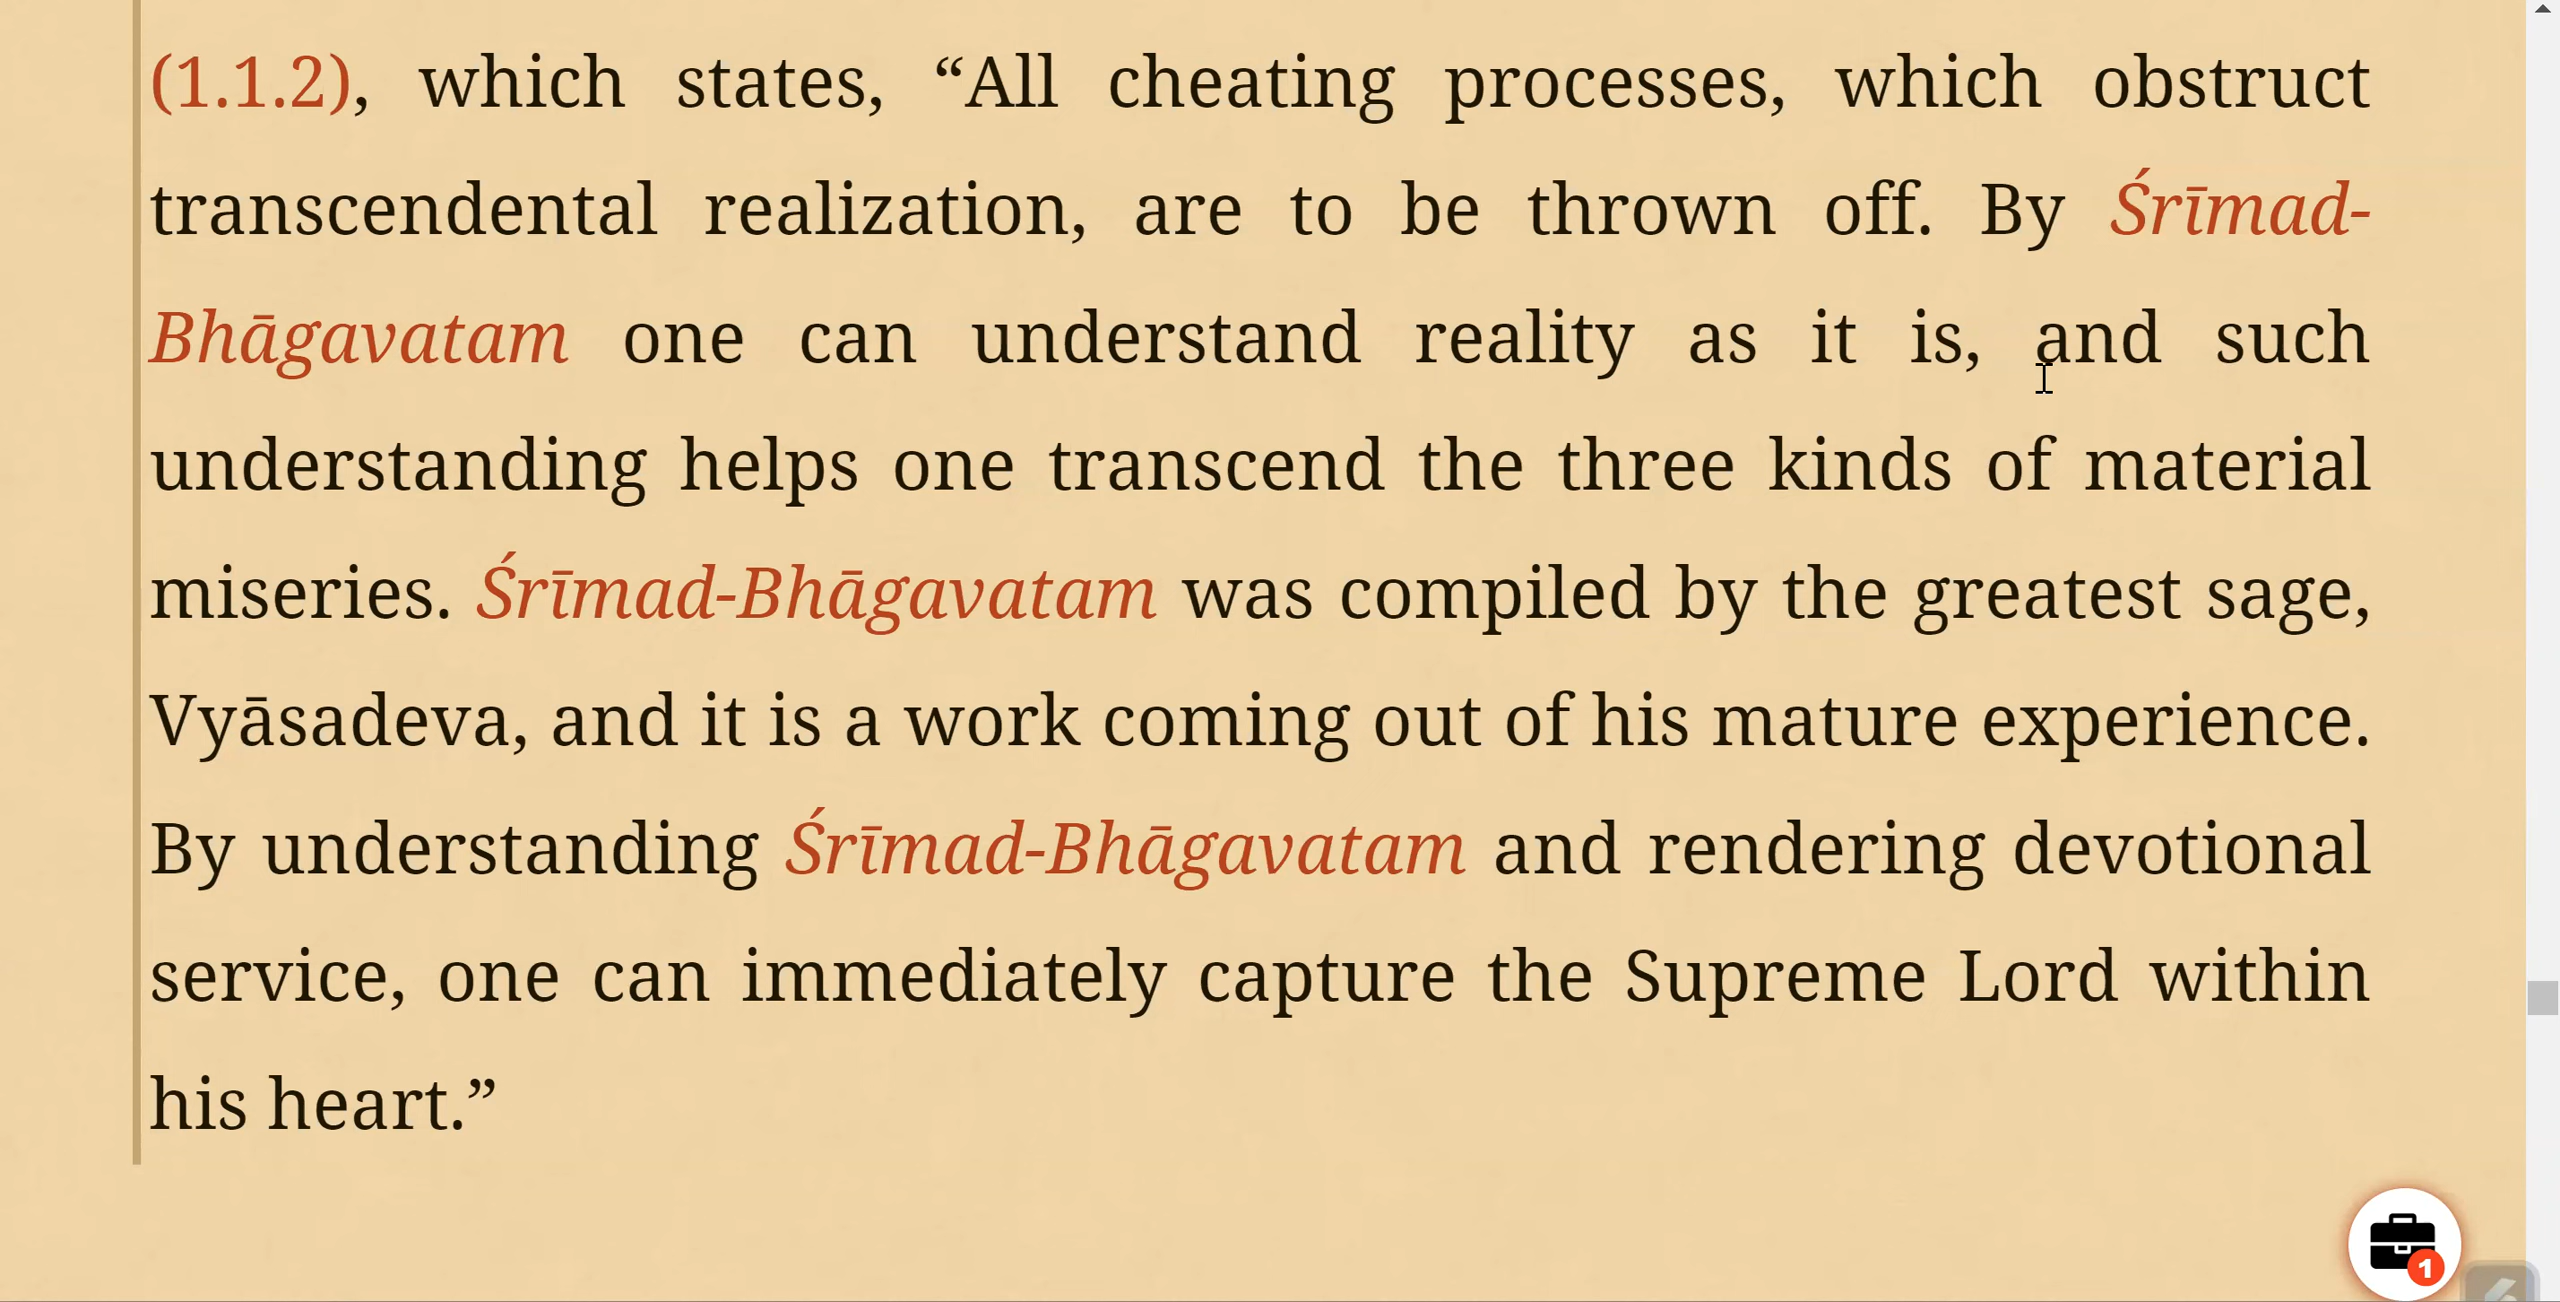 (1.1.2), which states, “All cheating processes, which obstruct
transcendental realization, are to be thrown off. By Śrīmad-
Bhāgavatam one can understand reality as it is, and such
understanding helps one transcend the three kinds of material
miseries. Śrīmad-Bhāgavatam was compiled by the greatest sage,
Vyāsadeva, and it is a work coming out of his mature experience.
By understanding Śrīmad-Bhāgavatam and rendering devotional
service, one can immediately capture the Supreme Lord within
his heart.”
1